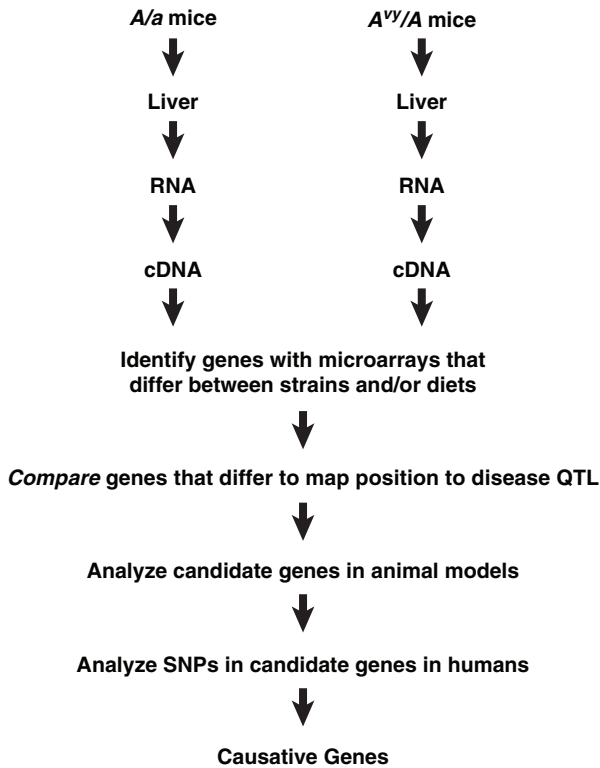 A/a mice
A^vy/A mice
Liver
Liver
RNA
RNA
cDNA
cDNA
Identify genes with microarrays that
differ between strains and/or diets
Compare genes that differ to map position to disease QTL
Analyze candidate genes in animal models
Analyze SNPs in candidate genes in humans
Causative Genes